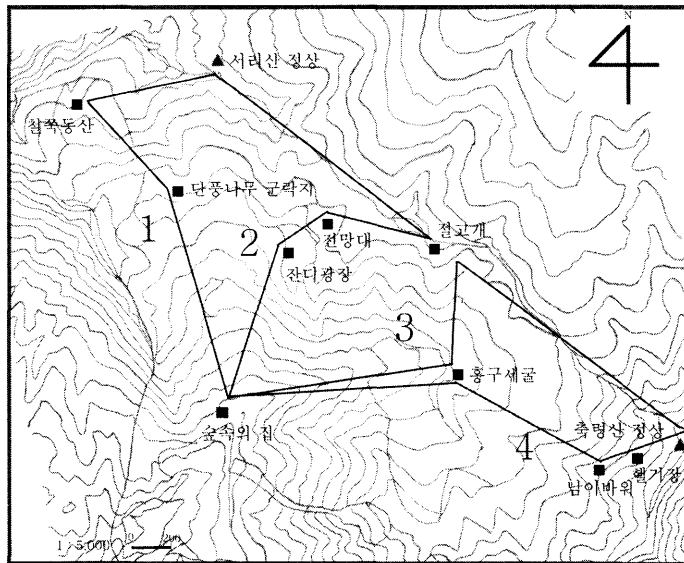 N
서리산 정상
철쭉동산
단풍나무 군락지
1
2
전망대
절고개
잔디광장
3
홍구세굴
숲속의 집
4
축령산 정상
헬기장
남이바위
1 : 5,000
0 200